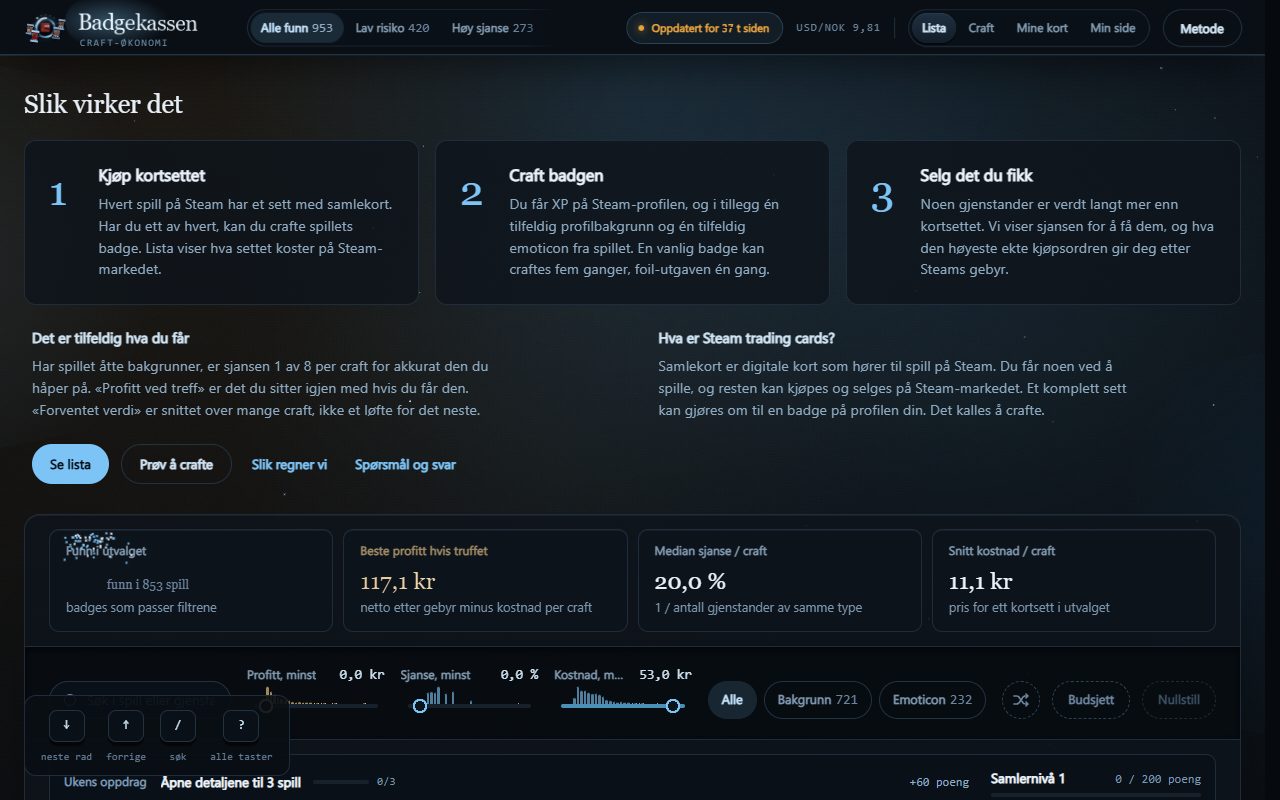 Badgekassen
CRAFT-ØKONOMI
Alle funn 953
Lav risiko 420
Høy sjanse 273
Oppdatert for 37 t siden
USD/NOK 9,81
Lista
Craft
Mine kort
Min side
Metode
Slik virker det
1
Kjøp kortsettet
Hvert spill på Steam har et sett med samlekort.
Har du ett av hvert, kan du crafte spillets
badge. Lista viser hva settet koster på Steam-
markedet.
2
Craft badgen
Du får XP på Steam-profilen, og i tillegg én
tilfeldig profilbakgrunn og én tilfeldig
emoticon fra spillet. En vanlig badge kan
craftes fem ganger, foil-utgaven én gang.
3
Selg det du fikk
Noen gjenstander er verdt langt mer enn
kortsettet. Vi viser sjansen for å få dem, og hva
den høyeste ekte kjøpsordren gir deg etter
Steams gebyr.
Det er tilfeldig hva du får
Har spillet åtte bakgrunner, er sjansen 1 av 8 per craft for akkurat den du
håper på. «Profitt ved treff» er det du sitter igjen med hvis du får den.
«Forventet verdi» er snittet over mange craft, ikke et løfte for det neste.
Hva er Steam trading cards?
Samlekort er digitale kort som hører til spill på Steam. Du får noen ved å
spille, og resten kan kjøpes og selges på Steam-markedet. Et komplett sett
kan gjøres om til en badge på profilen din. Det kalles å crafte.
Se lista
Prøv å crafte
Slik regner vi
Spørsmål og svar
Funn i utvalget
funn i 853 spill
badges som passer filtrene
Beste profitt hvis truffet
117,1 kr
netto etter gebyr minus kostnad per craft
Median sjanse / craft
20,0 %
1 / antall gjenstander av samme type
Snitt kostnad / craft
11,1 kr
pris for ett kortsett i utvalget
Søk i spill eller gjenst
Profitt, minst 0,0 kr
Sjanse, minst 0,0 %
Kostnad, m... 53,0 kr
Alle
Bakgrunn 721
Emoticon 232
Budsjett
Nullstill
↓
neste rad
↑
forrige
/
søk
?
alle taster
Ukens oppdrag
Åpne detaljene til 3 spill
0/3
+60 poeng
Samlernivå 1
0 / 200 poeng